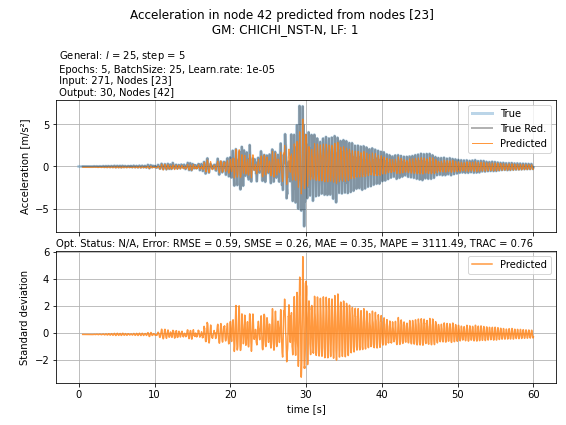 Acceleration in node 42 predicted from nodes [23]
GM: CHICHI_NST-N, LF: 1
General: l = 25, step = 5
Epochs: 5, BatchSize: 25, Learn.rate: 1e-05
Input: 271, Nodes [23]
Output: 30, Nodes [42]
Acceleration [m/s²]
5
0
−5
True
True Red.
Predicted
Opt. Status: N/A, Error: RMSE = 0.59, SMSE = 0.26, MAE = 0.35, MAPE = 3111.49, TRAC = 0.76
Standard deviation
6
4
2
0
−2
Predicted
0
10
20
30
40
50
60
time [s]